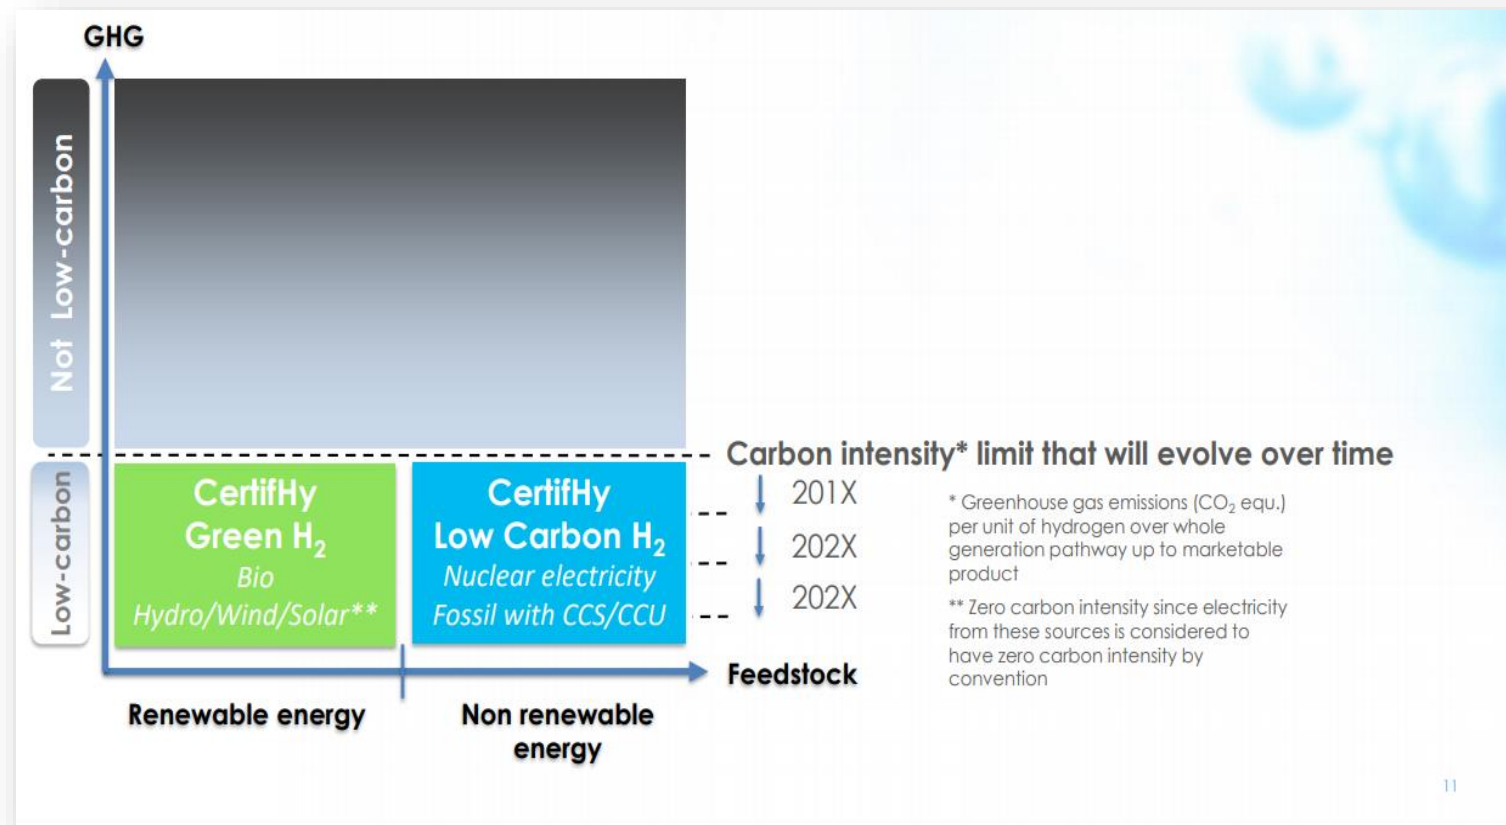 GHG
Not Low-carbon
Low-carbon
CertifHy
Green H₂
Bio
Hydro/Wind/Solar**
CertifHy
Low Carbon H₂
Nuclear electricity
Fossil with CCS/CCU
Carbon intensity* limit that will evolve over time
201X
202X
202X
* Greenhouse gas emissions (CO₂ equ.)
per unit of hydrogen over whole
generation pathway up to marketable
product
** Zero carbon intensity since electricity
from these sources is considered to
have zero carbon intensity by
convention
Feedstock
Renewable energy
Non renewable
energy
11